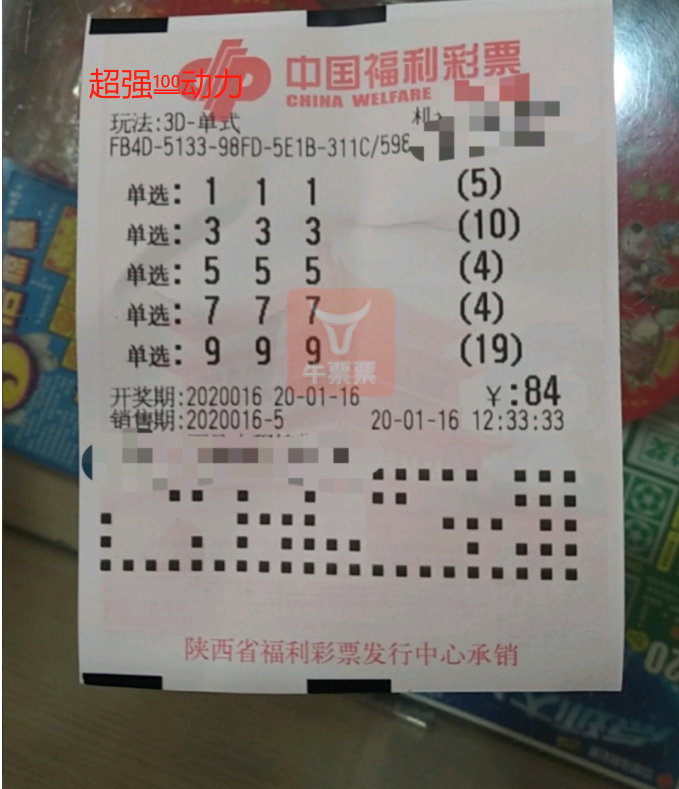 超强100动力
中国福利彩票
CHINA WELFARE
玩法:3D-单式
FB4D-5133-98FD-5E1B-311C/598
单选: 1 1 1 (5)
单选: 3 3 3 (10)
单选: 5 5 5 (4)
单选: 7 7 7 (4)
单选: 9 9 9 (19)
牛票票
开奖期:2020016 20-01-16 ¥:84
销售期:2020016-5 20-01-16 12:33:33
陕西省福利彩票发行中心承销
20